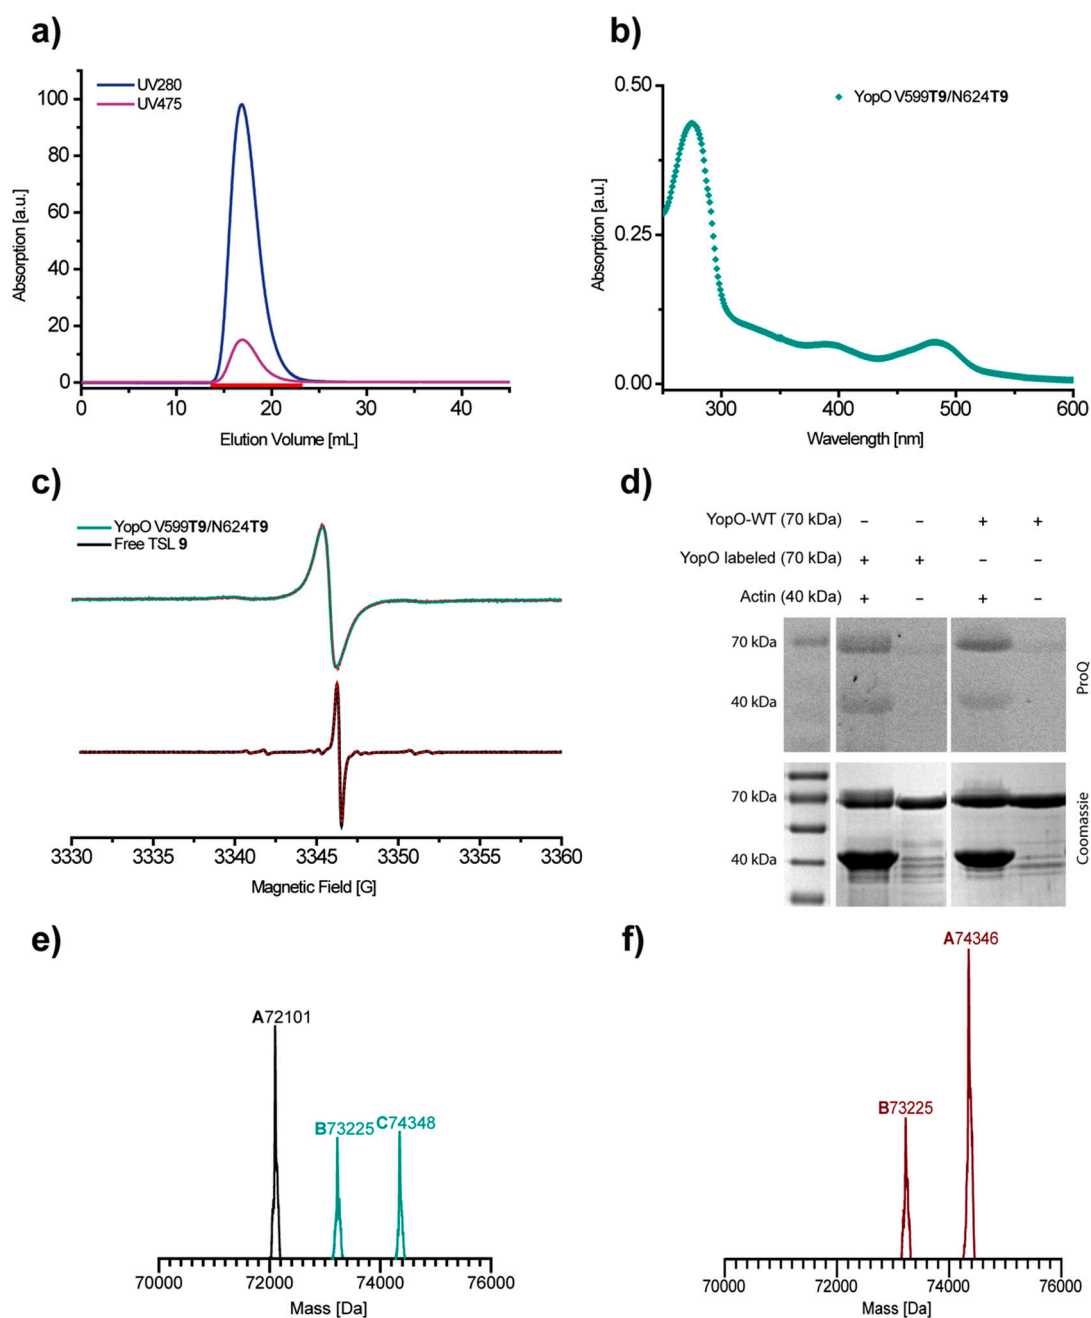 a)
UV280
UV475
100
80
60
40
20
0
Absorption [a.u.]
0 10 20 30 40
Elution Volume [mL]
b)
YopO V599T9/N624T9
0.50
0.25
0.00
Absorption [a.u.]
300 400 500 600
Wavelength [nm]
c)
YopO V599T9/N624T9
Free TSL 9
3330 3335 3340 3345 3350 3355 3360
Magnetic Field [G]
d)
YopO-WT (70 kDa) – – + +
YopO labeled (70 kDa) + + – –
Actin (40 kDa) + – + –
70 kDa
40 kDa
ProQ
70 kDa
40 kDa
Coomassie
e)
A72101
B73225 C74348
70000 72000 74000 76000
Mass [Da]
f)
A74346
B73225
70000 72000 74000 76000
Mass [Da]